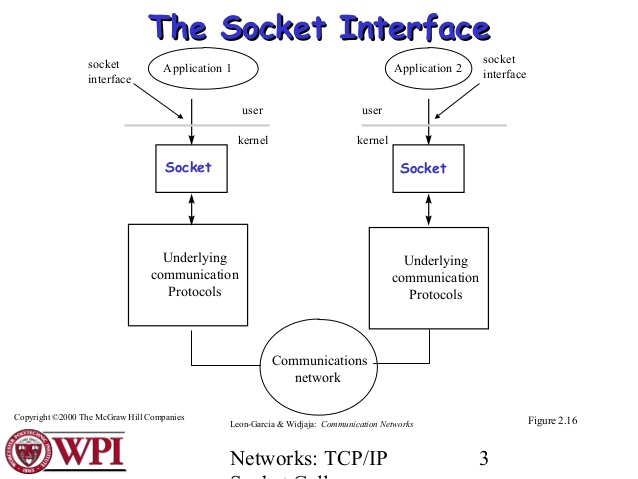 The Socket Interface
socket
interface
Application 1
Application 2
socket
interface
user
user
kernel
kernel
Socket
Socket
Underlying
communication
Protocols
Underlying
communication
Protocols
Communications
network
Copyright ©2000 The McGraw Hill Companies
Leon-Garcia & Widjaja: Communication Networks
Figure 2.16
WPI
Networks: TCP/IP
3